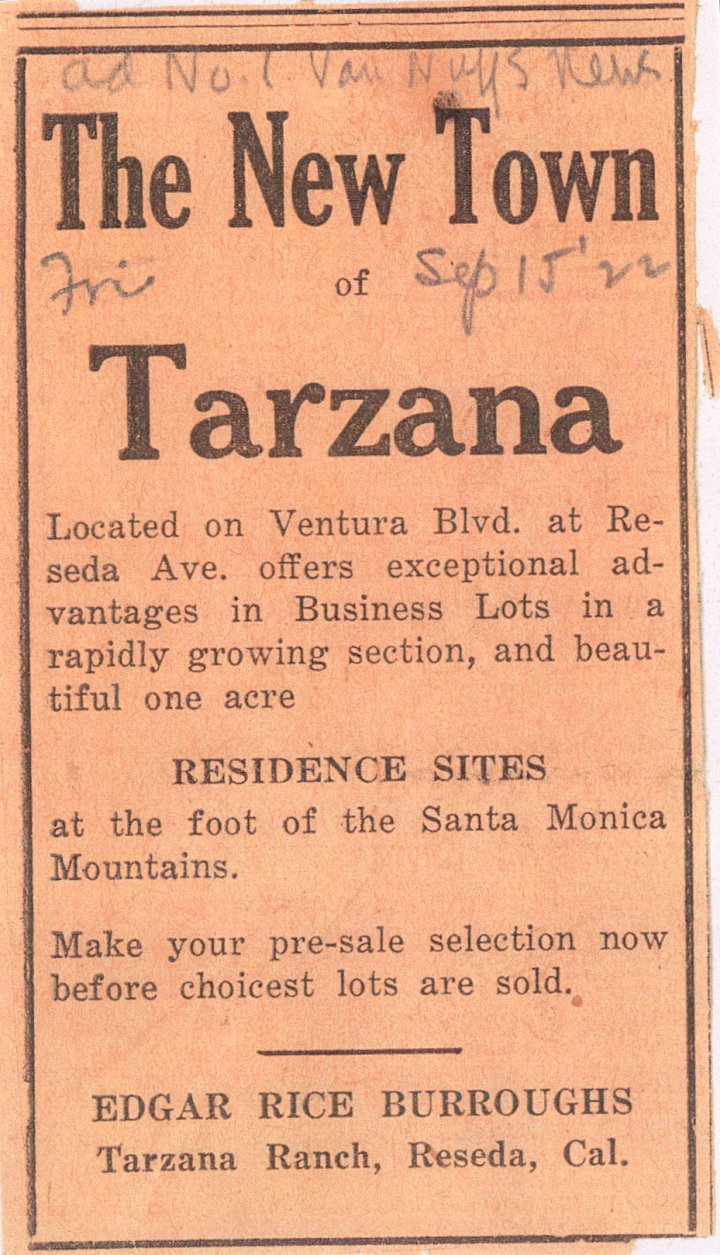 ad No. 1 Van Nuys News
The New Town
Fri of Sep 15 '22
Tarzana
Located on Ventura Blvd. at Re-
seda Ave. offers exceptional ad-
vantages in Business Lots in a
rapidly growing section, and beau-
tiful one acre
RESIDENCE SITES
at the foot of the Santa Monica
Mountains.
Make your pre-sale selection now
before choicest lots are sold.
EDGAR RICE BURROUGHS
Tarzana Ranch, Reseda, Cal.